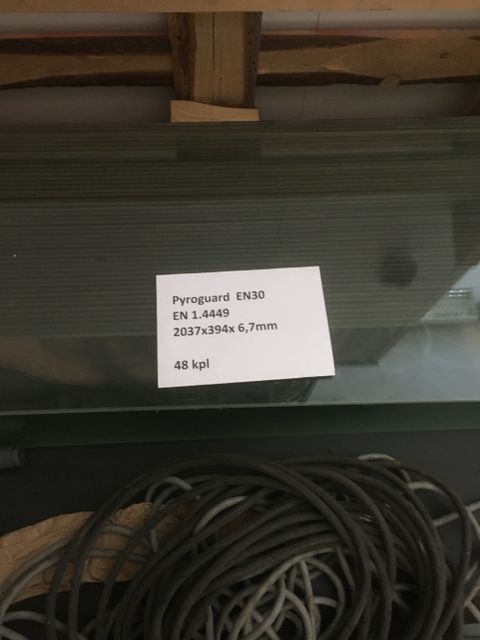 Pyroguard EN30
EN 1.4449
2037x394x 6,7mm
48 kpl